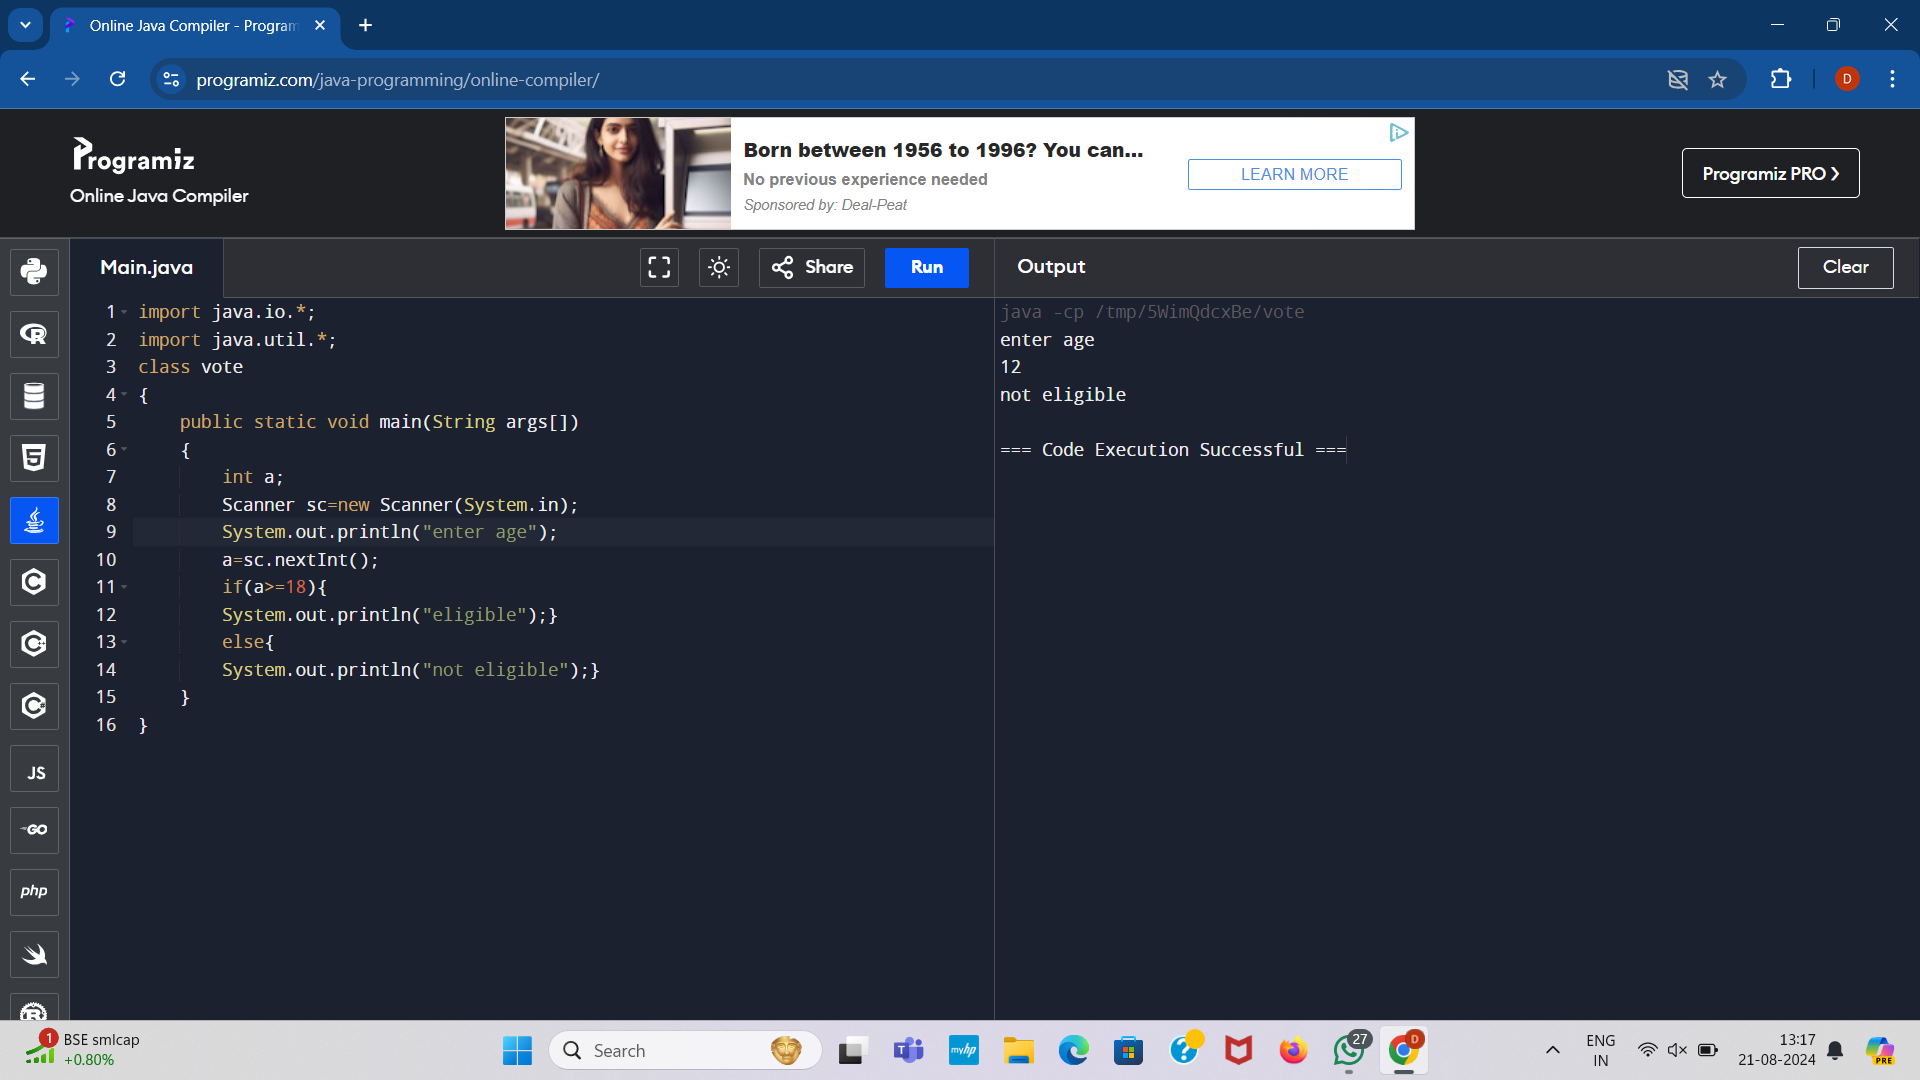 Online Java Compiler - Program
programiz.com/java-programming/online-compiler/
D
Programiz
Online Java Compiler
Born between 1956 to 1996? You can...
No previous experience needed
Sponsored by: Deal-Peat
LEARN MORE
Programiz PRO
Main.java
Share
Run
Output
Clear
1 import java.io.*;
2 import java.util.*;
3 class vote
4 {
5 public static void main(String args[])
6 {
7 int a;
8 Scanner sc=new Scanner(System.in);
9 System.out.println("enter age");
10 a=sc.nextInt();
11 if(a>=18){
12 System.out.println("eligible");}
13 else{
14 System.out.println("not eligible");}
15 }
16 }
java -cp /tmp/5WimQdcxBe/vote
enter age
12
not eligible
=== Code Execution Successful ===
JS
GO
php
1
BSE smlcap
+0.80%
Search
myhp
27
D
ENG
IN
13:17
21-08-2024
PRE